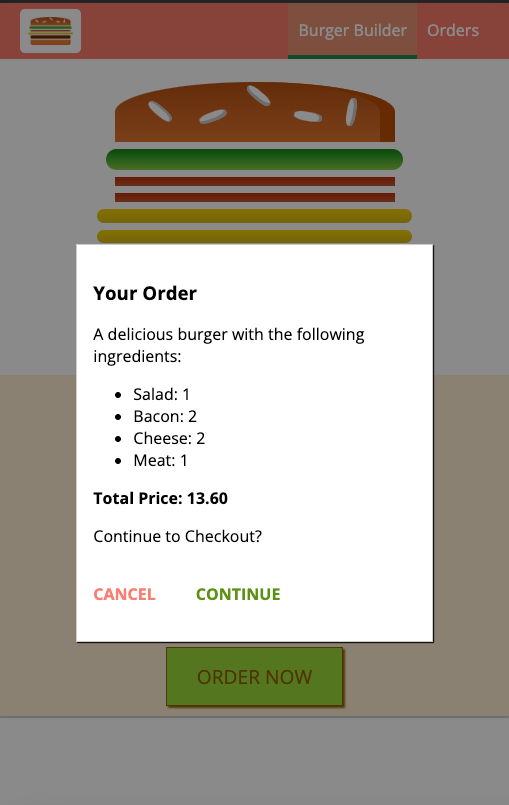 Burger Builder Orders
Your Order
A delicious burger with the following
ingredients:
Salad: 1
Bacon: 2
Cheese: 2
Meat: 1
Total Price: 13.60
Continue to Checkout?
CANCEL CONTINUE
ORDER NOW